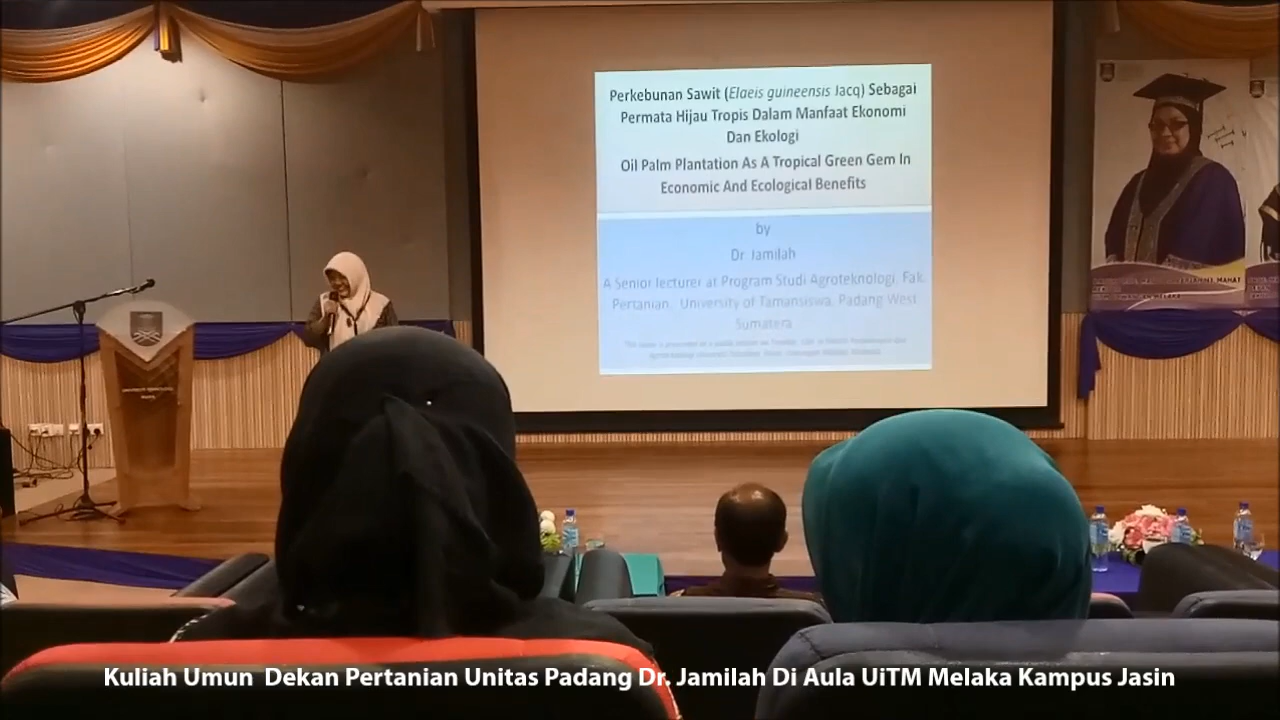 Perkebunan Sawit (Elaeis guineensis Jacq) Sebagai
Permata Hijau Tropis Dalam Manfaat Ekonomi
Dan Ekologi
Oil Palm Plantation As A Tropical Green Gem In
Economic And Ecological Benefits
by
Dr Jamilah
A Senior lecturer at Program Studi Agroteknologi, Fak.
Pertanian, University of Tamansiswa, Padang West
Sumatera
Kuliah Umun Dekan Pertanian Unitas Padang Dr. Jamilah Di Aula UiTM Melaka Kampus Jasin